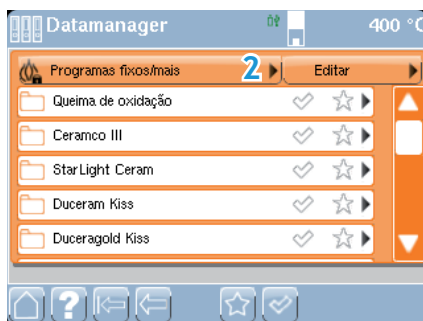 Datamanager 400 °C
Programas fixos/mais 2 Editar
Queima de oxidação
Ceramco III
StarLight Ceram
Duceram Kiss
Duceragold Kiss
?